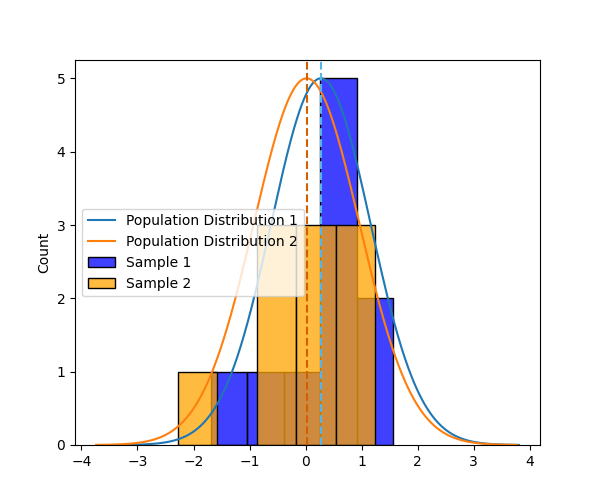 5
4
3
2
1
0
Count
Population Distribution 1
Population Distribution 2
Sample 1
Sample 2
−4 −3 −2 −1 0 1 2 3 4